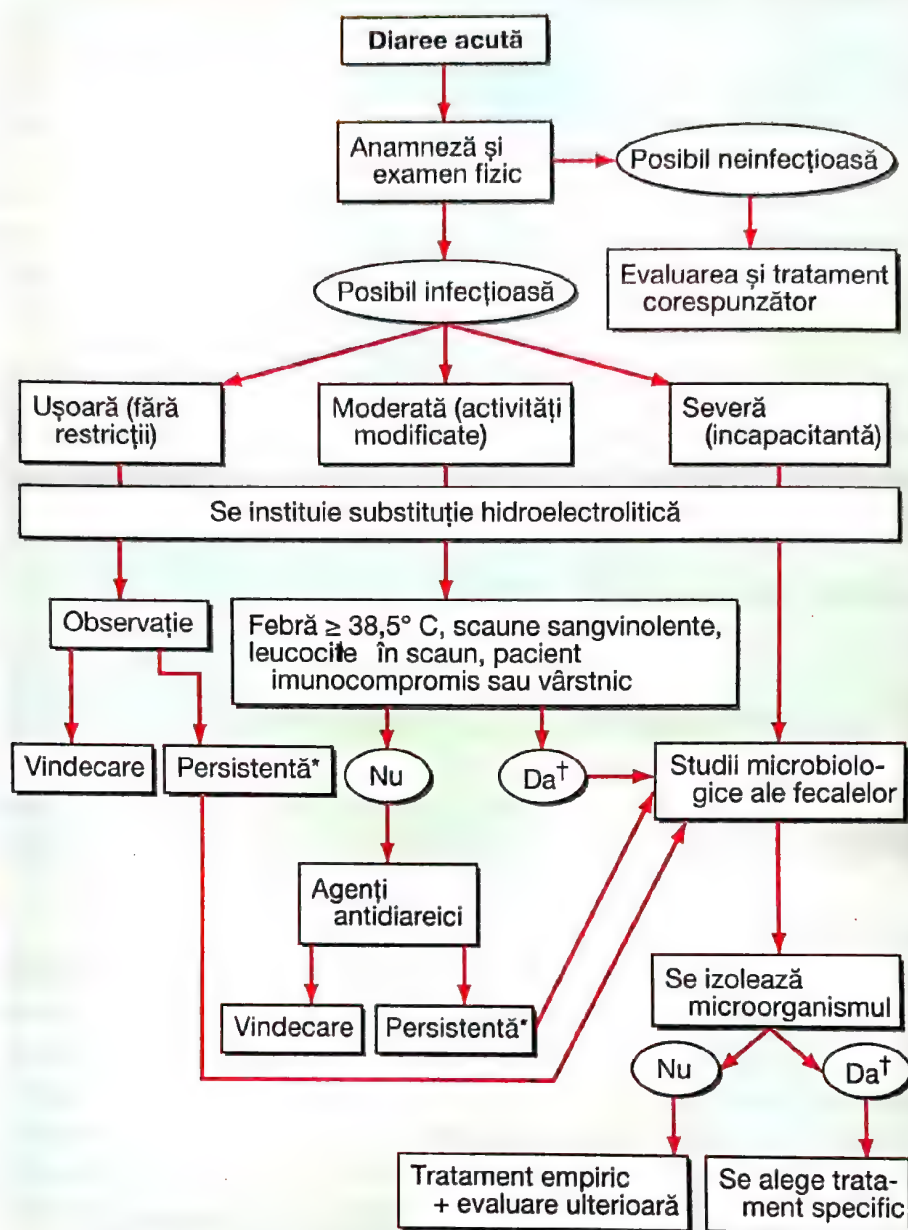 Diaree acută
Anamneză și
examen fizic
Posibil neinfecțioasă
Evaluarea și tratament
corespunzător
Posibil infecțioasă
Ușoară (fără
restricții)
Moderată (activități
modificate)
Severă
(incapacitantă)
Se instituie substituție hidroelectrolitică
Observație
Febră ≥ 38,5° C, scaune sangvinolente,
leucocite în scaun, pacient
imunocompromis sau vârstnic
Vindecare
Persistentă*
Nu
Da†
Studii microbiolo-
gice ale fecalelor
Agenți
antidiareici
Vindecare
Persistentă*
Se izolează
microorganismul
Nu
Da†
Tratament empiric
+ evaluare ulterioară
Se alege trata-
ment specific